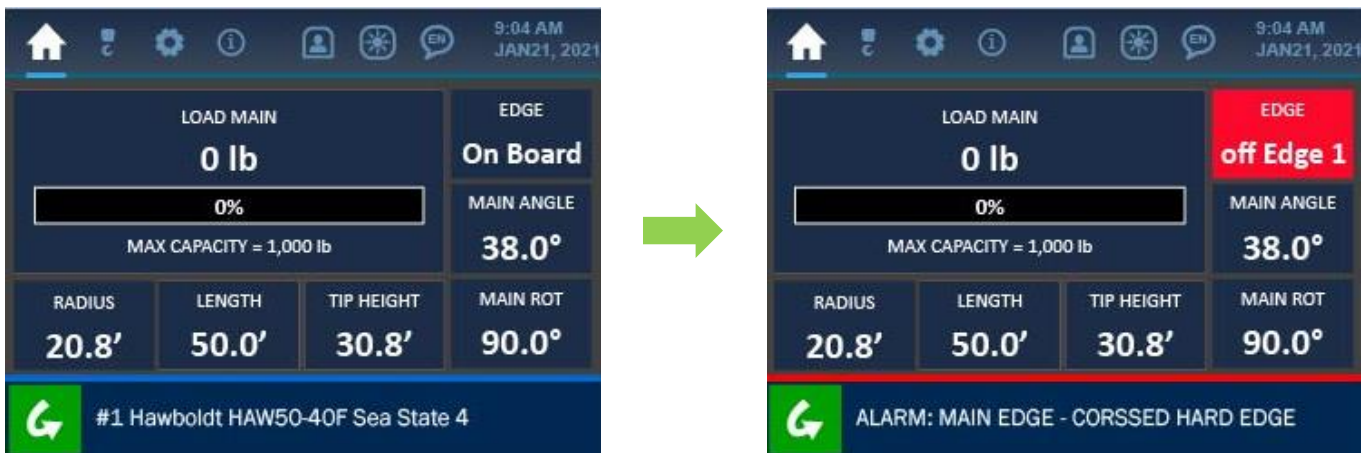 EN
9:04 AM
JAN21, 2021
LOAD MAIN
0 lb
0%
MAX CAPACITY = 1,000 lb
EDGE
On Board
MAIN ANGLE
38.0°
RADIUS
20.8’
LENGTH
50.0’
TIP HEIGHT
30.8’
MAIN ROT
90.0°
#1 Hawboldt HAW50-40F Sea State 4
EN
9:04 AM
JAN21, 2021
LOAD MAIN
0 lb
0%
MAX CAPACITY = 1,000 lb
EDGE
off Edge 1
MAIN ANGLE
38.0°
RADIUS
20.8’
LENGTH
50.0’
TIP HEIGHT
30.8’
MAIN ROT
90.0°
ALARM: MAIN EDGE - CORSSED HARD EDGE